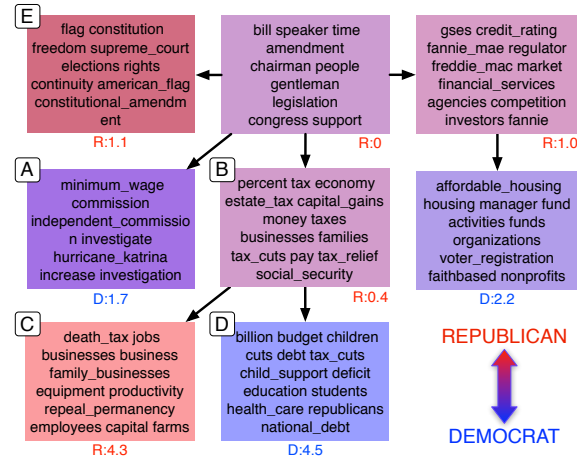 E
flag constitution
freedom supreme_court
elections rights
continuity american_flag
constitutional_amendm
ent
R:1.1
bill speaker time
amendment
chairman people
gentleman
legislation
congress support
R:0
gses credit_rating
fannie_mae regulator
freddie_mac market
financial_services
agencies competition
investors fannie
R:1.0
A
minimum_wage
commission
independent_commissio
n investigate
hurricane_katrina
increase investigation
D:1.7
B
percent tax economy
estate_tax capital_gains
money taxes
businesses families
tax_cuts pay tax_relief
social_security
R:0.4
affordable_housing
housing manager fund
activities funds
organizations
voter_registration
faithbased nonprofits
D:2.2
C
death_tax jobs
businesses business
family_businesses
equipment productivity
repeal_permanency
employees capital farms
R:4.3
D
billion budget children
cuts debt tax_cuts
child_support deficit
education students
health_care republicans
national_debt
D:4.5
REPUBLICAN
DEMOCRAT